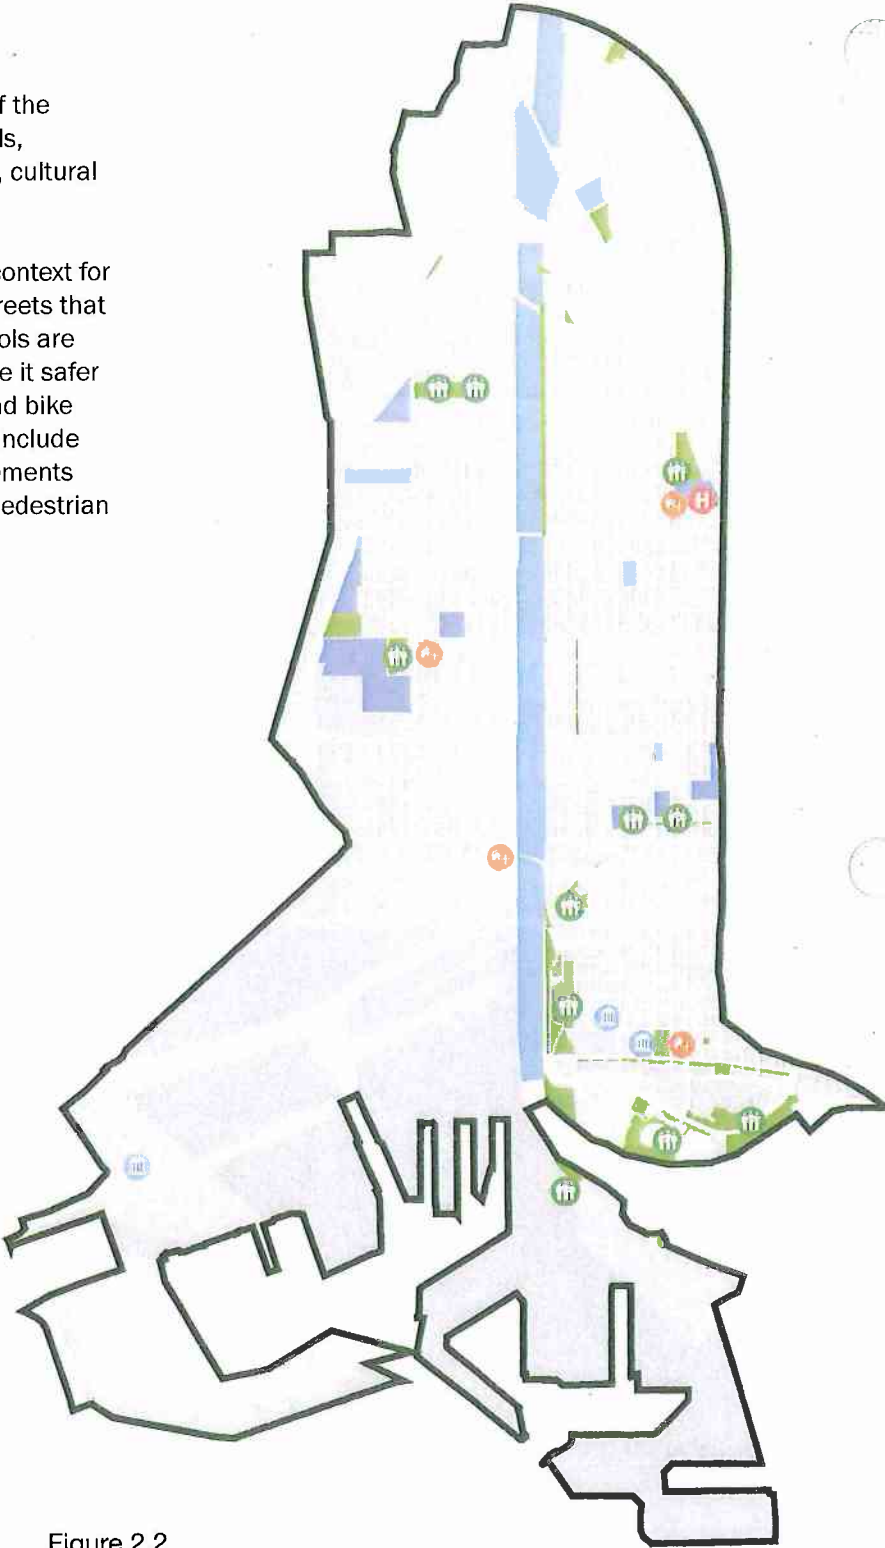 f the
ls,
, cultural
context for
reets that
ols are
e it safer
nd bike
include
ements
edestrian
H
Figure 2.2